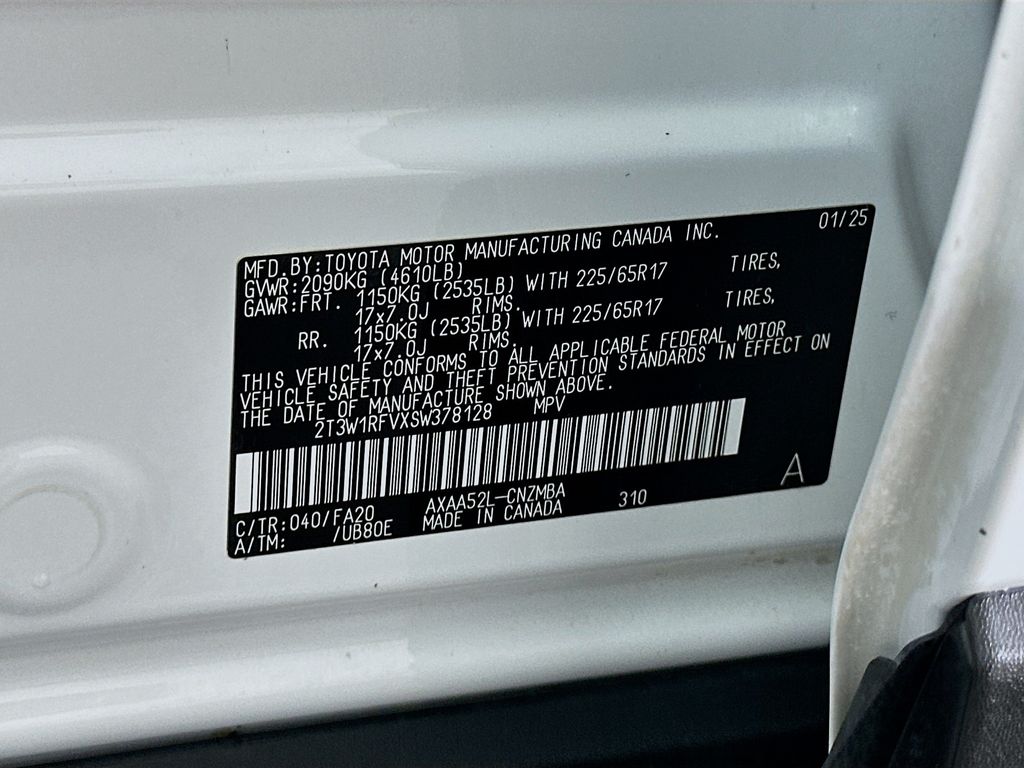 01/25
MFD.BY:TOYOTA MOTOR MANUFACTURING CANADA INC.
GVWR:2090KG (4610LB)
GAWR:FRT. 1150KG (2535LB) WITH 225/65R17 TIRES,
17x7.0J RIMS.
RR. 1150KG (2535LB) WITH 225/65R17 TIRES,
17x7.0J RIMS.
THIS VEHICLE CONFORMS TO ALL APPLICABLE FEDERAL MOTOR
VEHICLE SAFETY AND THEFT PREVENTION STANDARDS IN EFFECT ON
THE DATE OF MANUFACTURE SHOWN ABOVE.
2T3W1RFVXSW378128 MPV
A
C/TR:040/FA20 AXAA52L-CNZMBA 310
A/TM: /UB80E MADE IN CANADA